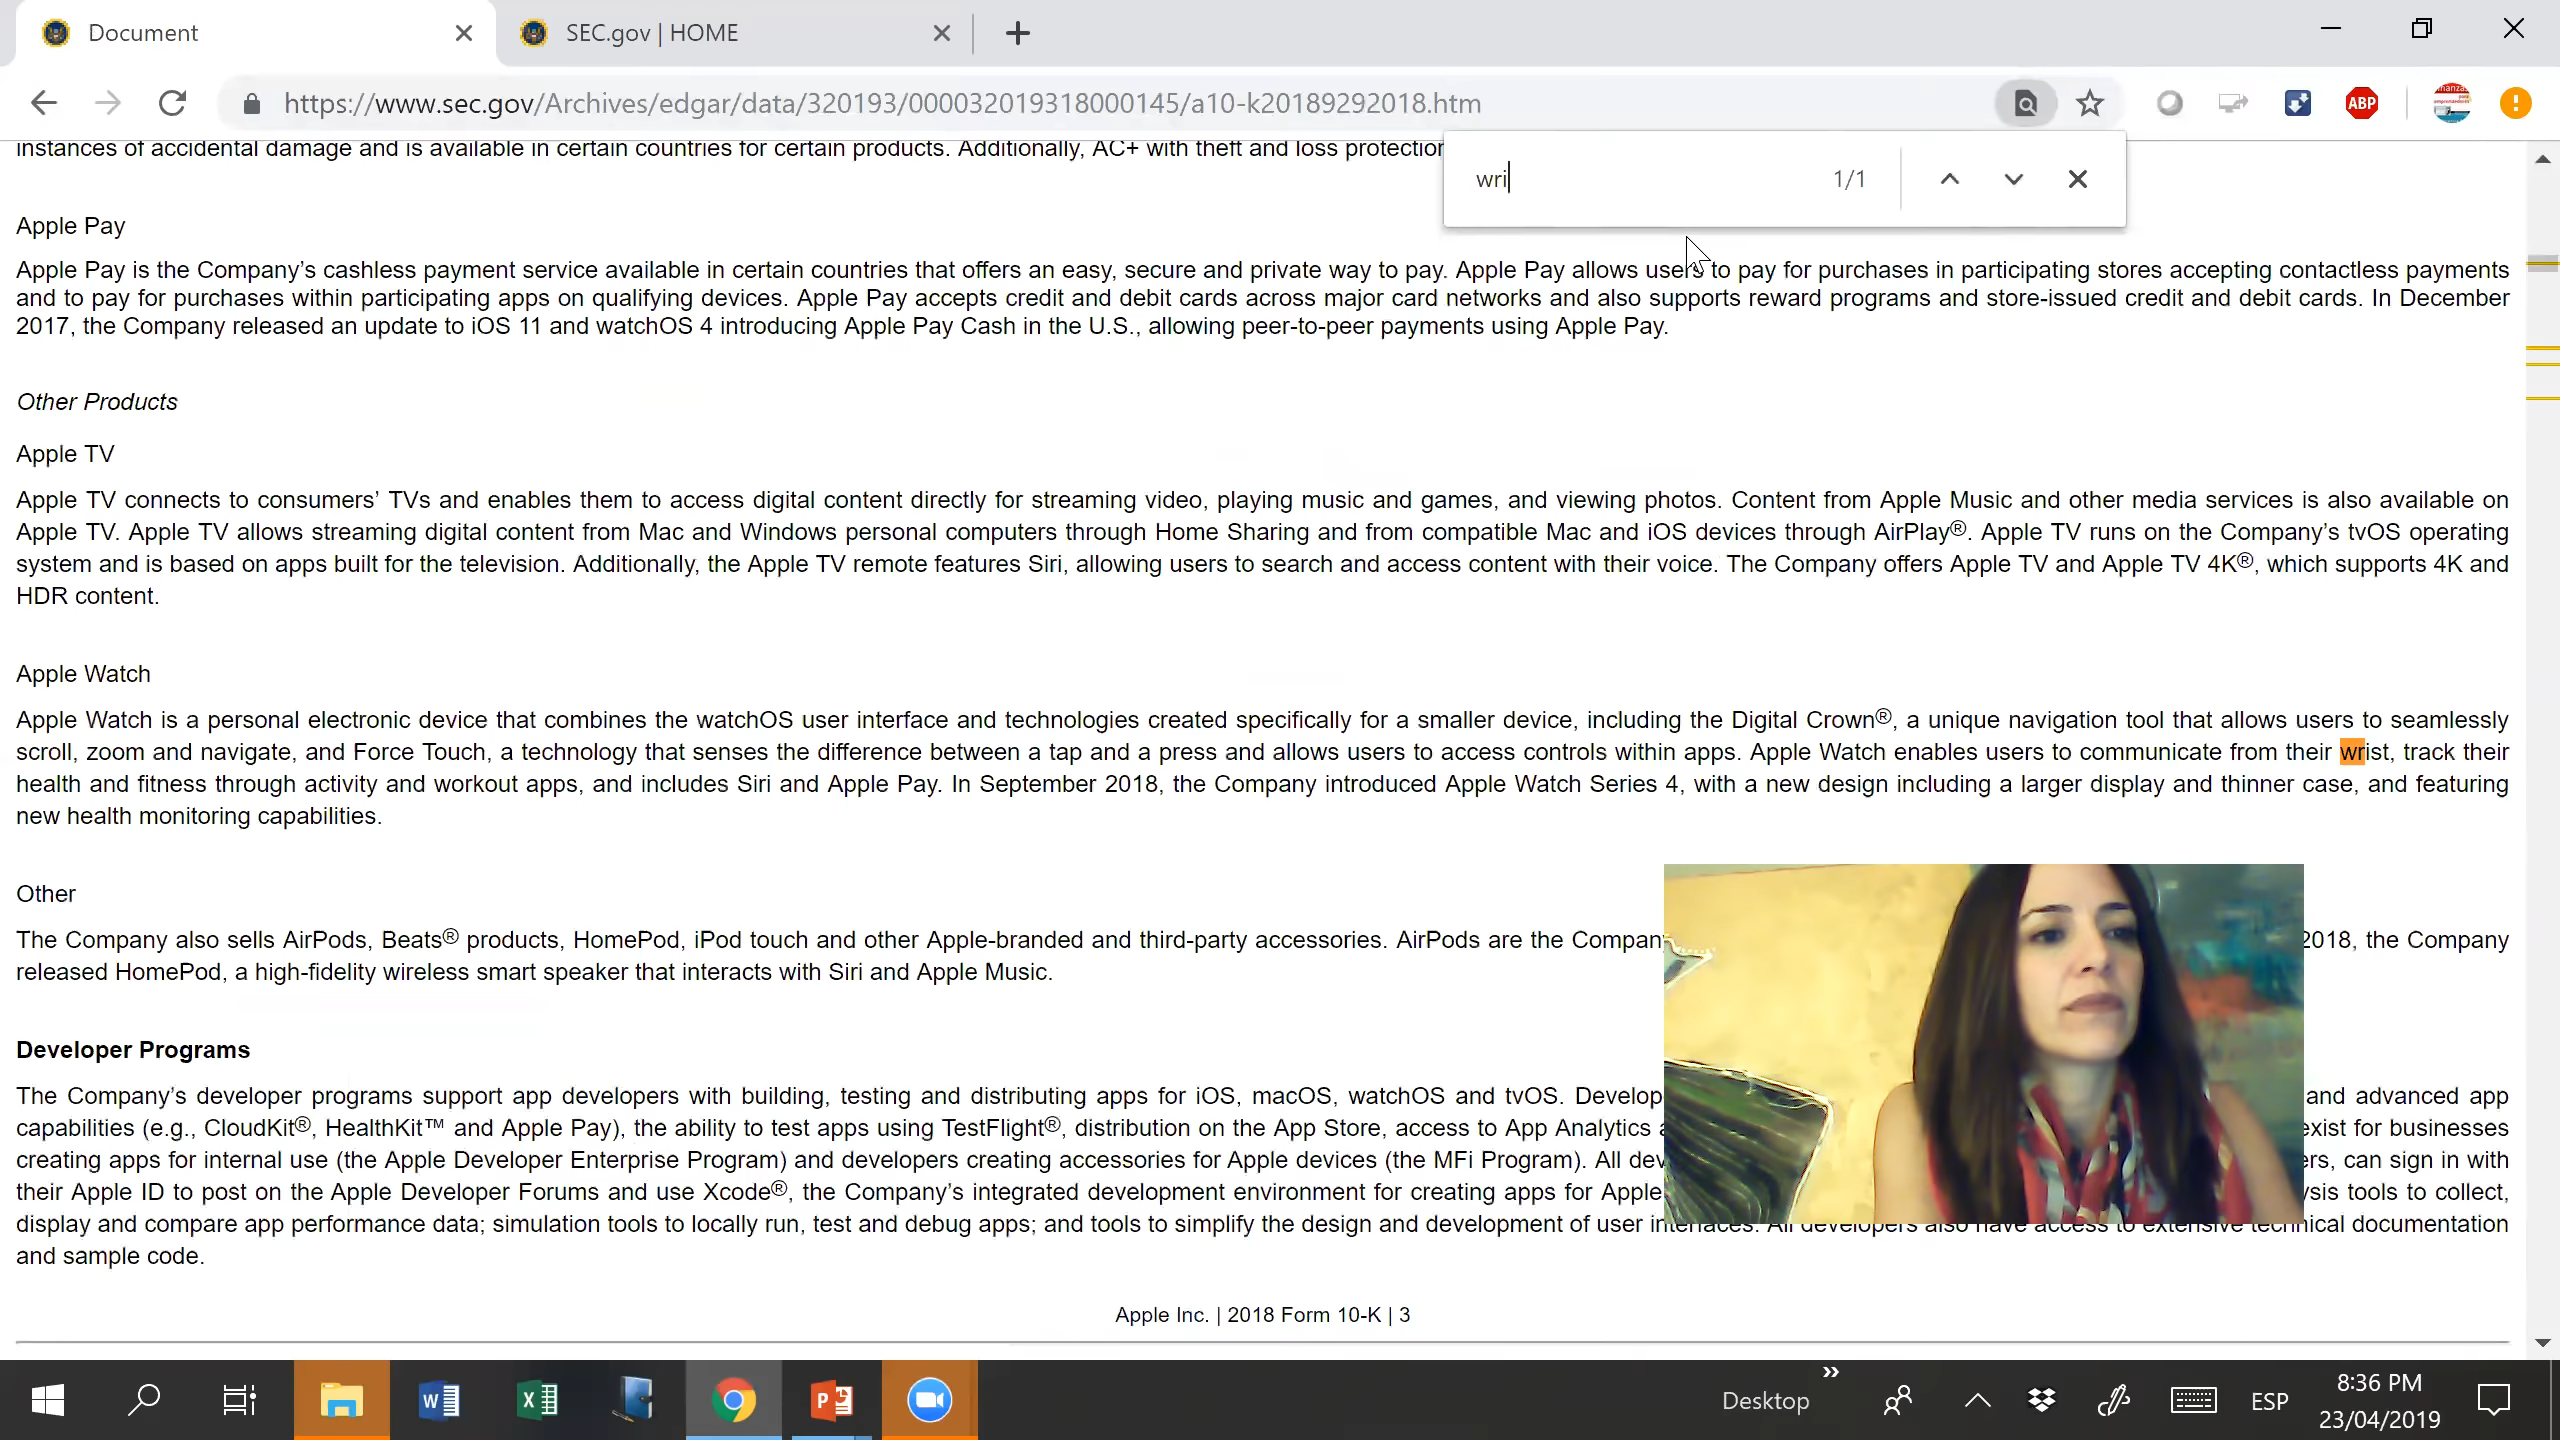 Document
SEC.gov | HOME
https://www.sec.gov/Archives/edgar/data/320193/000032019318000145/a10-k20189292018.htm
ABP
wri
1/1
instances of accidental damage and is available in certain countries for certain products. Additionally, AC+ with theft and loss protection
Apple Pay
Apple Pay is the Company’s cashless payment service available in certain countries that offers an easy, secure and private way to pay. Apple Pay allows users to pay for purchases in participating stores accepting contactless payments
and to pay for purchases within participating apps on qualifying devices. Apple Pay accepts credit and debit cards across major card networks and also supports reward programs and store-issued credit and debit cards. In December
2017, the Company released an update to iOS 11 and watchOS 4 introducing Apple Pay Cash in the U.S., allowing peer-to-peer payments using Apple Pay.
Other Products
Apple TV
Apple TV connects to consumers’ TVs and enables them to access digital content directly for streaming video, playing music and games, and viewing photos. Content from Apple Music and other media services is also available on
Apple TV. Apple TV allows streaming digital content from Mac and Windows personal computers through Home Sharing and from compatible Mac and iOS devices through AirPlay®. Apple TV runs on the Company’s tvOS operating
system and is based on apps built for the television. Additionally, the Apple TV remote features Siri, allowing users to search and access content with their voice. The Company offers Apple TV and Apple TV 4K®, which supports 4K and
HDR content.
Apple Watch
Apple Watch is a personal electronic device that combines the watchOS user interface and technologies created specifically for a smaller device, including the Digital Crown®, a unique navigation tool that allows users to seamlessly
scroll, zoom and navigate, and Force Touch, a technology that senses the difference between a tap and a press and allows users to access controls within apps. Apple Watch enables users to communicate from their wrist, track their
health and fitness through activity and workout apps, and includes Siri and Apple Pay. In September 2018, the Company introduced Apple Watch Series 4, with a new design including a larger display and thinner case, and featuring
new health monitoring capabilities.
Other
The Company also sells AirPods, Beats® products, HomePod, iPod touch and other Apple-branded and third-party accessories. AirPods are the Compan 2018, the Company
released HomePod, a high-fidelity wireless smart speaker that interacts with Siri and Apple Music.
Developer Programs
The Company’s developer programs support app developers with building, testing and distributing apps for iOS, macOS, watchOS and tvOS. Develop and advanced app
capabilities (e.g., CloudKit®, HealthKit™ and Apple Pay), the ability to test apps using TestFlight®, distribution on the App Store, access to App Analytics exist for businesses
creating apps for internal use (the Apple Developer Enterprise Program) and developers creating accessories for Apple devices (the MFi Program). All dev ers, can sign in with
their Apple ID to post on the Apple Developer Forums and use Xcode®, the Company’s integrated development environment for creating apps for Apple ysis tools to collect,
display and compare app performance data; simulation tools to locally run, test and debug apps; and tools to simplify the design and development of user interfaces. All developers also have access to extensive technical documentation
and sample code.
Apple Inc. | 2018 Form 10-K | 3
Desktop
ESP
8:36 PM
23/04/2019